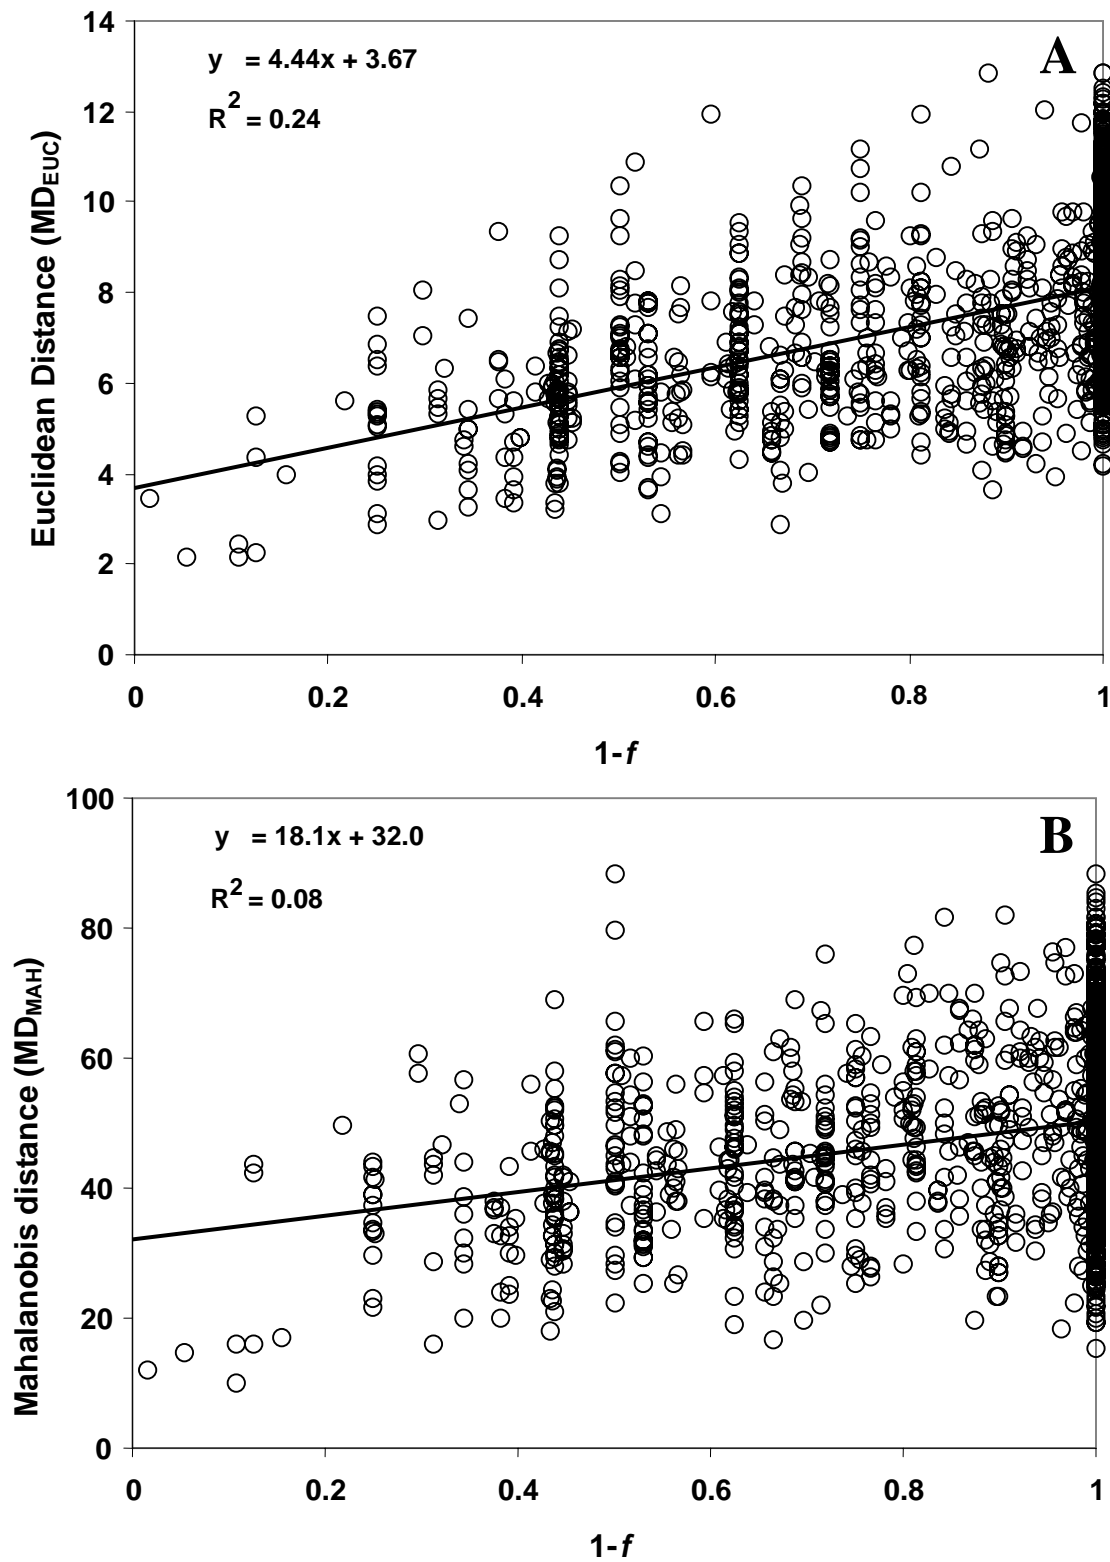 14
A
y = 4.44x + 3.67
12
R2 = 0.24
10
8
6
4
2
0
Euclidean Distance (MDEUC)
0 0.2 0.4 0.6 0.8 1
1-f
100
B
y = 18.1x + 32.0
R2 = 0.08
80
60
40
20
0
Mahalanobis distance (MDMAH)
0 0.2 0.4 0.6 0.8 1
1-f